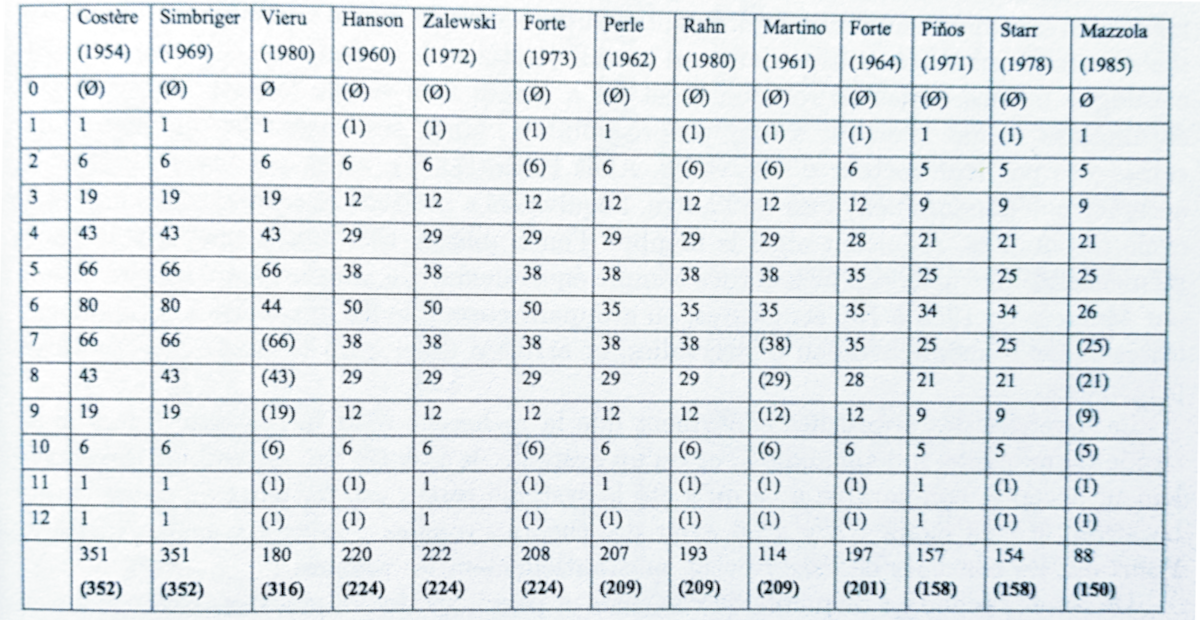 Costère Simbriger Vieru Hanson Zalewski Forte Perle Rahn Martino Forte Piňos Starr Mazzola
(1954) (1969) (1980) (1960) (1972) (1973) (1962) (1980) (1961) (1964) (1971) (1978) (1985)
0 (Ø) (Ø) Ø (Ø) (Ø) (Ø) (Ø) (Ø) (Ø) (Ø) (Ø) (Ø) Ø
1 1 1 1 (1) (1) (1) 1 (1) (1) (1) 1 (1) 1
2 6 6 6 6 6 (6) 6 (6) (6) 6 5 5 5
3 19 19 19 12 12 12 12 12 12 12 9 9 9
4 43 43 43 29 29 29 29 29 29 28 21 21 21
5 66 66 66 38 38 38 38 38 38 35 25 25 25
6 80 80 44 50 50 50 35 35 35 35 34 34 26
7 66 66 (66) 38 38 38 38 38 (38) 35 25 25 (25)
8 43 43 (43) 29 29 29 29 29 (29) 28 21 21 (21)
9 19 19 (19) 12 12 12 12 12 (12) 12 9 9 (9)
10 6 6 (6) 6 6 (6) 6 (6) (6) 6 5 5 (5)
11 1 1 (1) (1) 1 (1) 1 (1) (1) (1) 1 (1) (1)
12 1 1 (1) (1) 1 (1) (1) (1) (1) (1) 1 (1) (1)
351 351 180 220 222 208 207 193 114 197 157 154 88
(352) (352) (316) (224) (224) (224) (209) (209) (209) (201) (158) (158) (150)